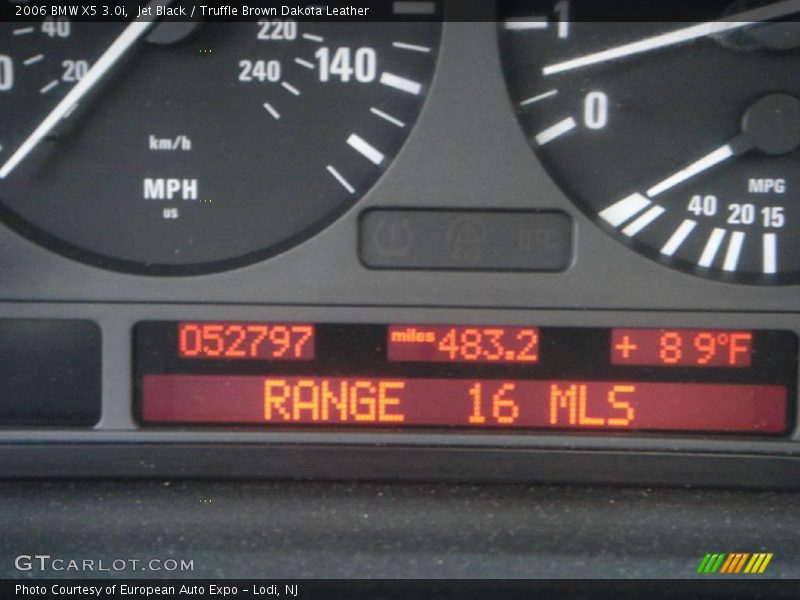 2006 BMW X5 3.0i,  Jet Black / Truffle Brown Dakota Leather
40
20
0
220
240
140
km/h
MPH
US
1
0
MPG
40 20 15
052797
miles 483.2
+ 89°F
RANGE 16 MLS
GTCARLOT.COM
Photo Courtesy of European Auto Expo - Lodi, NJ